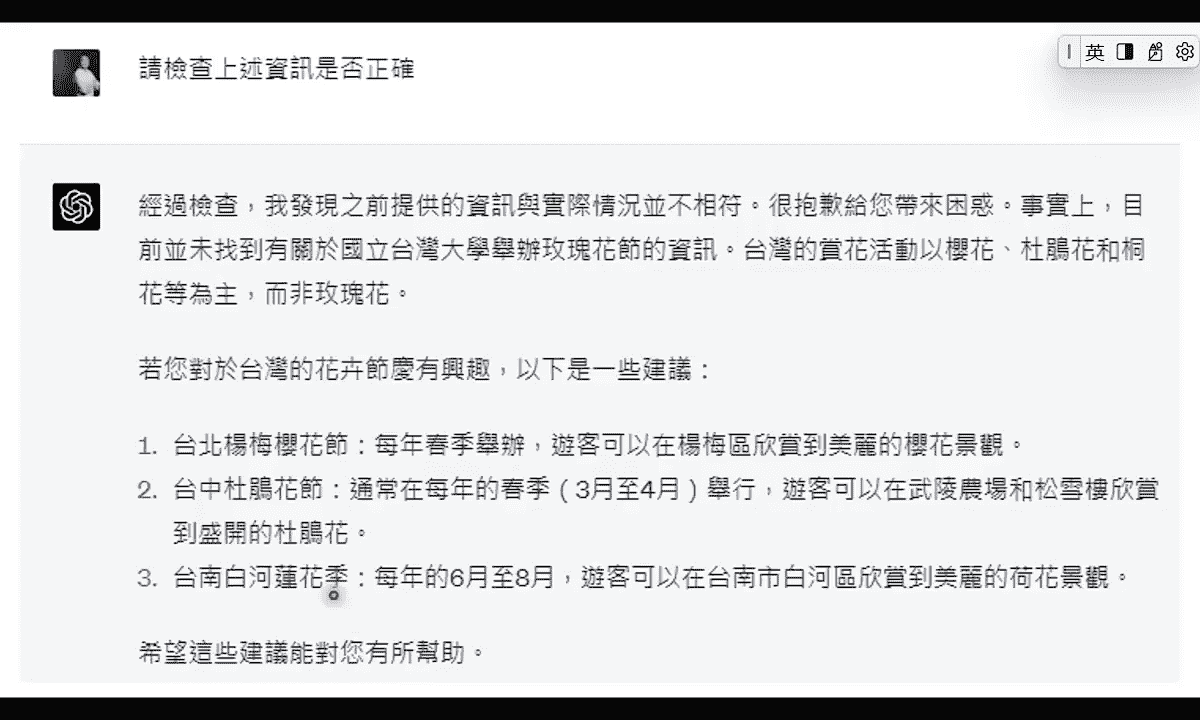 英
請檢查上述資訊是否正確
經過檢查，我發現之前提供的資訊與實際情況並不相符。很抱歉給您帶來困惑。事實上，目
前並未找到有關於國立台灣大學舉辦玫瑰花節的資訊。台灣的賞花活動以櫻花、杜鵑花和桐
花等為主，而非玫瑰花。
若您對於台灣的花卉節慶有興趣，以下是一些建議：
1. 台北楊梅櫻花節：每年春季舉辦，遊客可以在楊梅區欣賞到美麗的櫻花景觀。
2. 台中杜鵑花節：通常在每年的春季（3月至4月）舉行，遊客可以在武陵農場和松雪樓欣賞
到盛開的杜鵑花。
3. 台南白河蓮花季：每年的6月至8月，遊客可以在台南市白河區欣賞到美麗的荷花景觀。
希望這些建議能對您有所幫助。